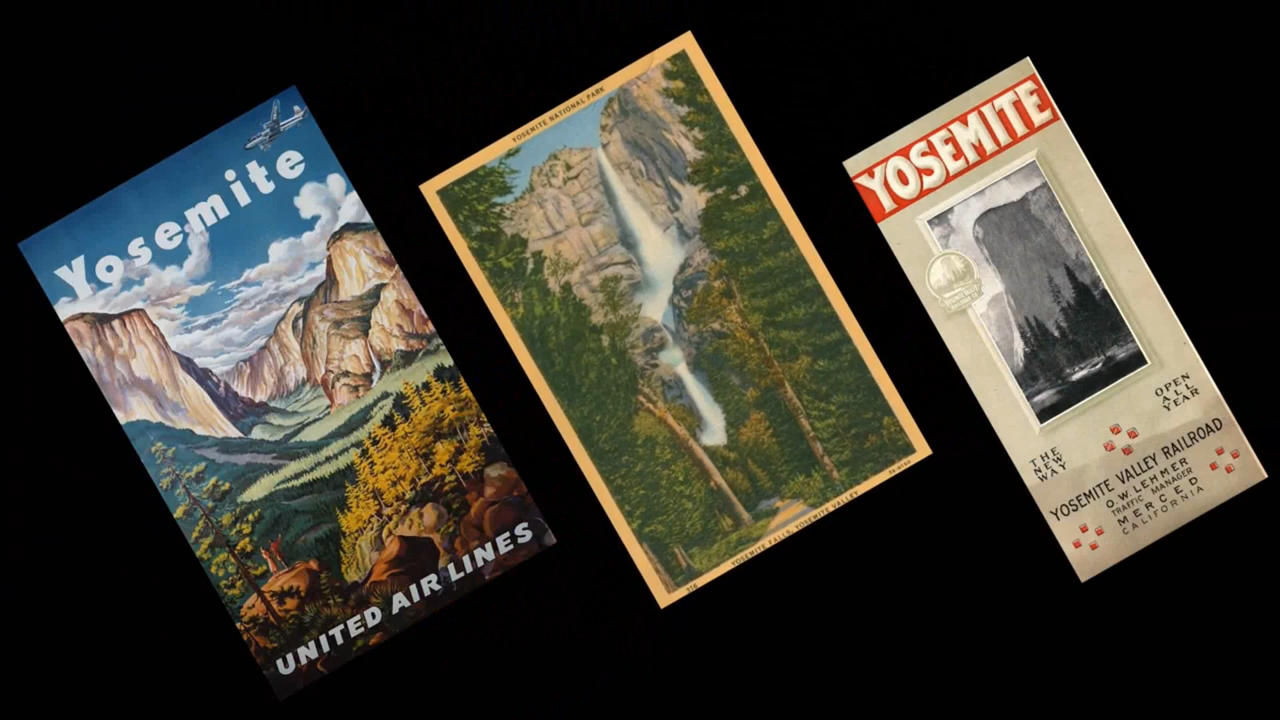 Yosemite
UNITED AIR LINES
YOSEMITE NATIONAL PARK
YOSEMITE FALLS, YOSEMITE VALLEY
YOSEMITE
OPEN
ALL
YEAR
THE
NEW
WAY
YOSEMITE VALLEY RAILROAD
O.W. LEHMER
TRAFFIC MANAGER
MERCED
CALIFORNIA